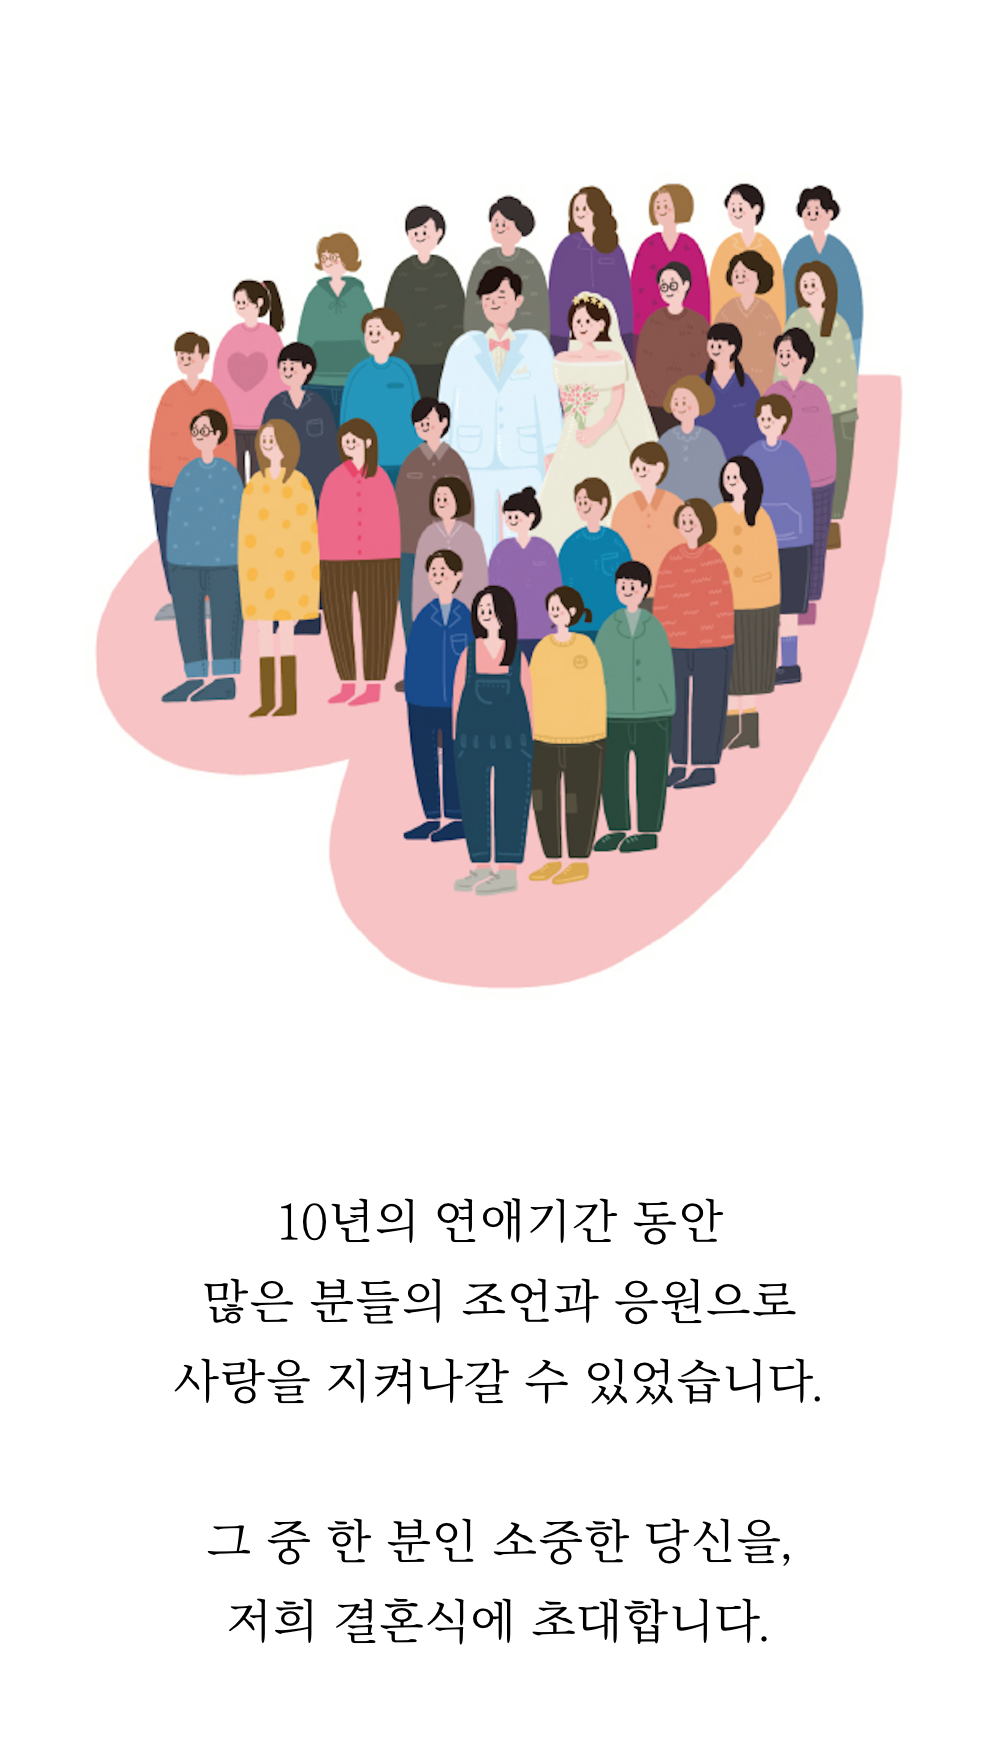 10년의 연애기간 동안
많은 분들의 조언과 응원으로
사랑을 지켜나갈 수 있었습니다.
그 중 한 분인 소중한 당신을,
저희 결혼식에 초대합니다.